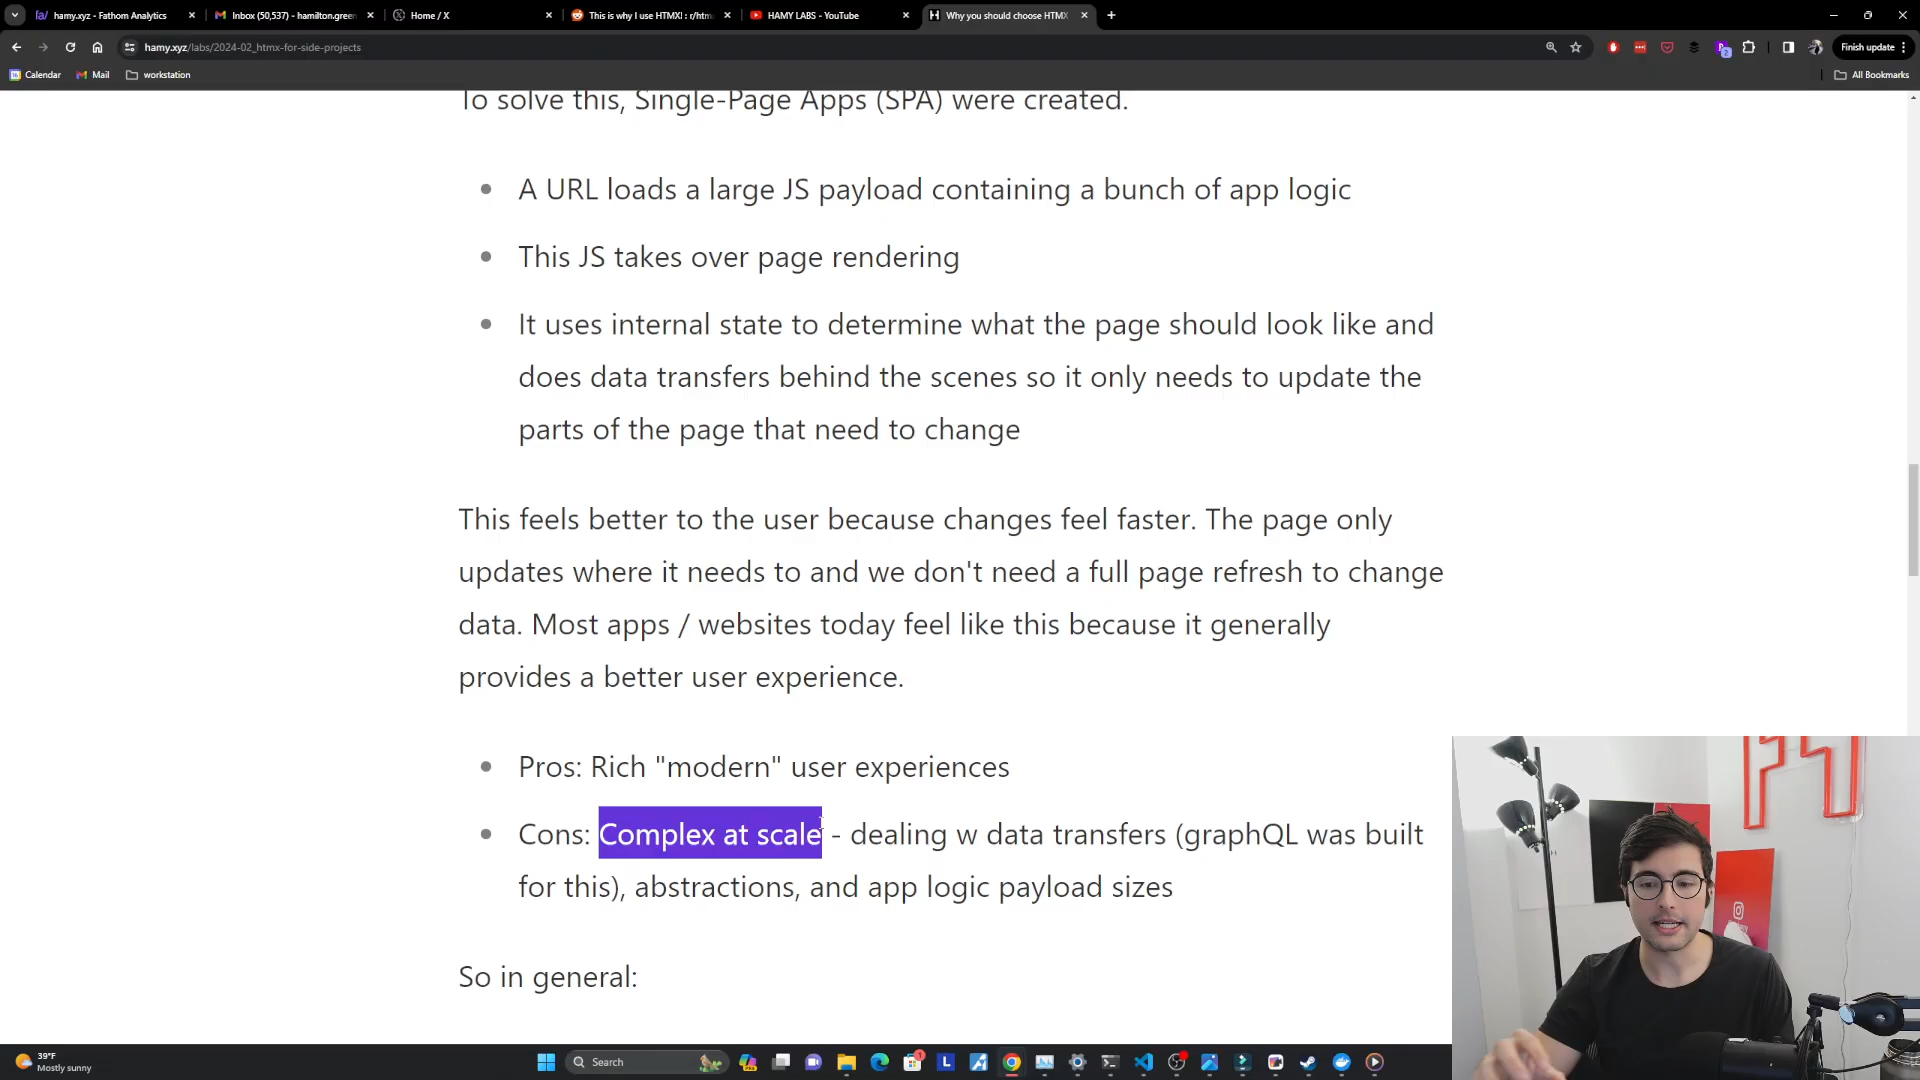 hamy.xyz - Fathom Analytics
Inbox (50,537) - hamilton.green
Home / X
This is why I use HTMX! : r/htm
HAMY LABS - YouTube
Why you should choose HTMX
hamy.xyz/labs/2024-02_htmx-for-side-projects
Finish update
Calendar
Mail
workstation
All Bookmarks
To solve this, Single-Page Apps (SPA) were created.
A URL loads a large JS payload containing a bunch of app logic
This JS takes over page rendering
It uses internal state to determine what the page should look like and
does data transfers behind the scenes so it only needs to update the
parts of the page that need to change
This feels better to the user because changes feel faster. The page only
updates where it needs to and we don't need a full page refresh to change
data. Most apps / websites today feel like this because it generally
provides a better user experience.
Pros: Rich "modern" user experiences
Cons: Complex at scale - dealing w data transfers (graphQL was built
for this), abstractions, and app logic payload sizes
So in general:
39°F
Mostly sunny
Search